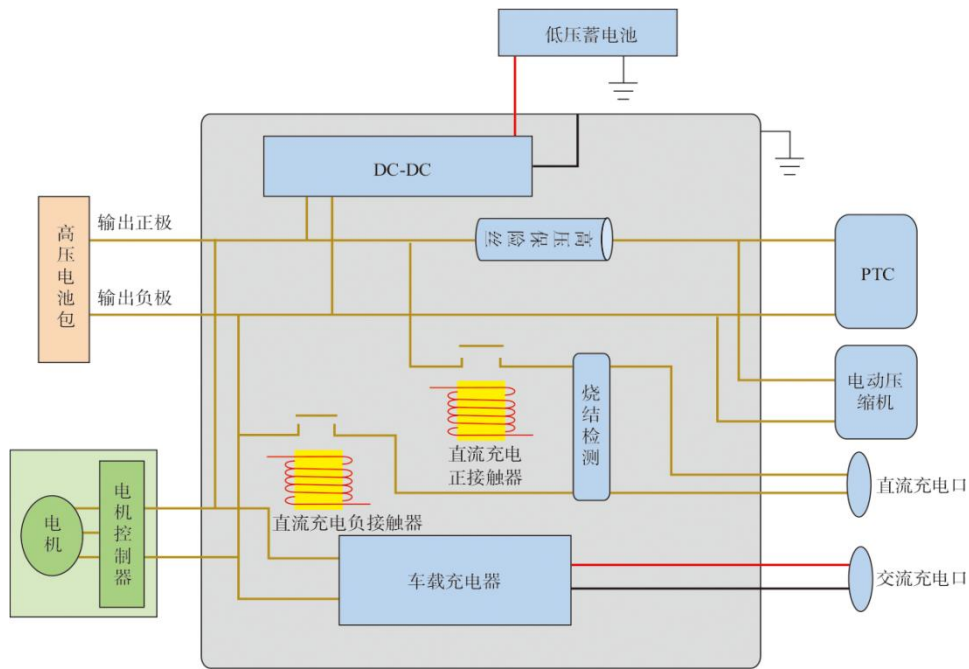 低压蓄电池
DC-DC
输出正极
高压保险丝
高压电池包
PTC
输出负极
电动压
缩机
烧结检测
直流充电
正接触器
直流充电口
直流充电负接触器
电机
电机控制器
车载充电器
交流充电口